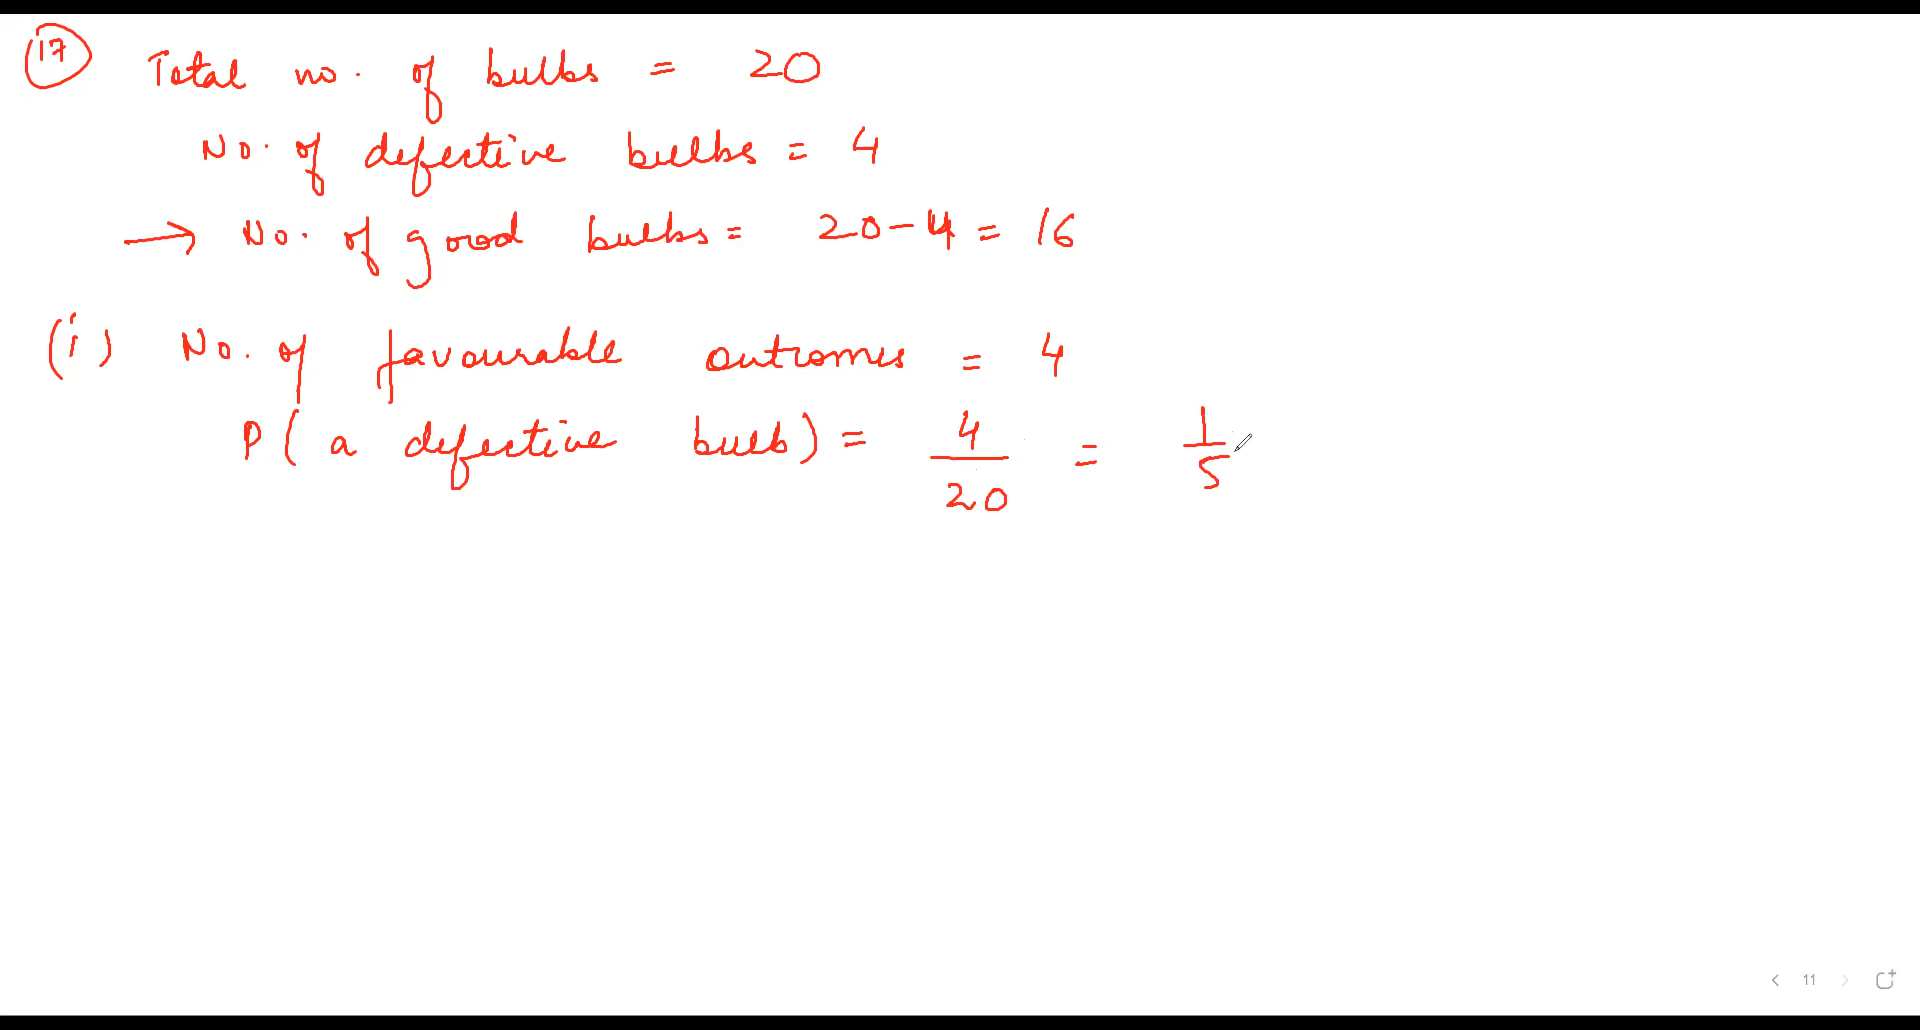 17
Total no. of bulbs = 20
No. of defective bulbs = 4
→ No. of good bulbs = 20 - 4 = 16
(i) No. of favourable outcomes = 4
P( a defective bulb) = 4/20 = 1/5
11